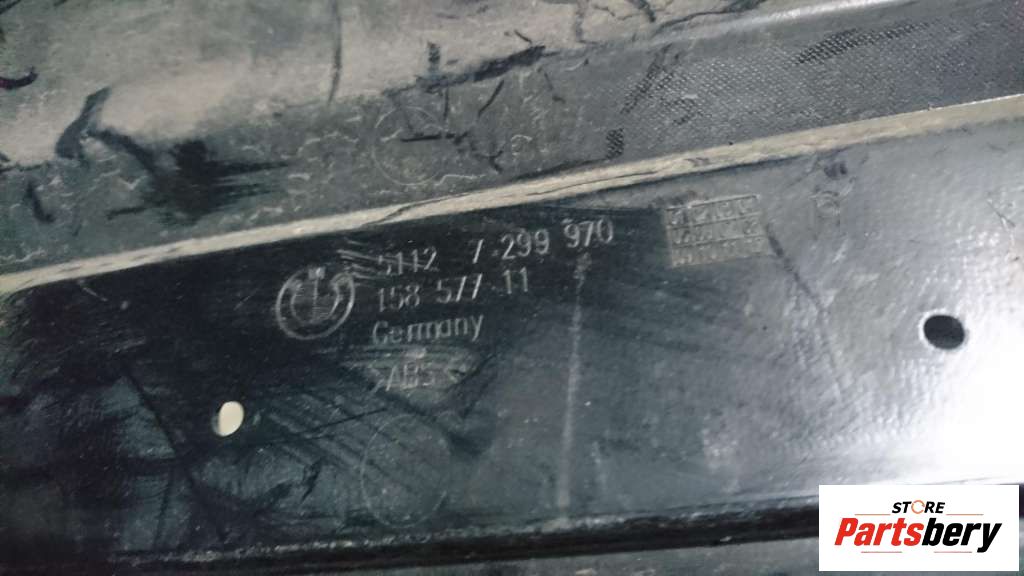 5112 7 299 970
158 577 11
Germany
>ABS<
STORE
Partsbery